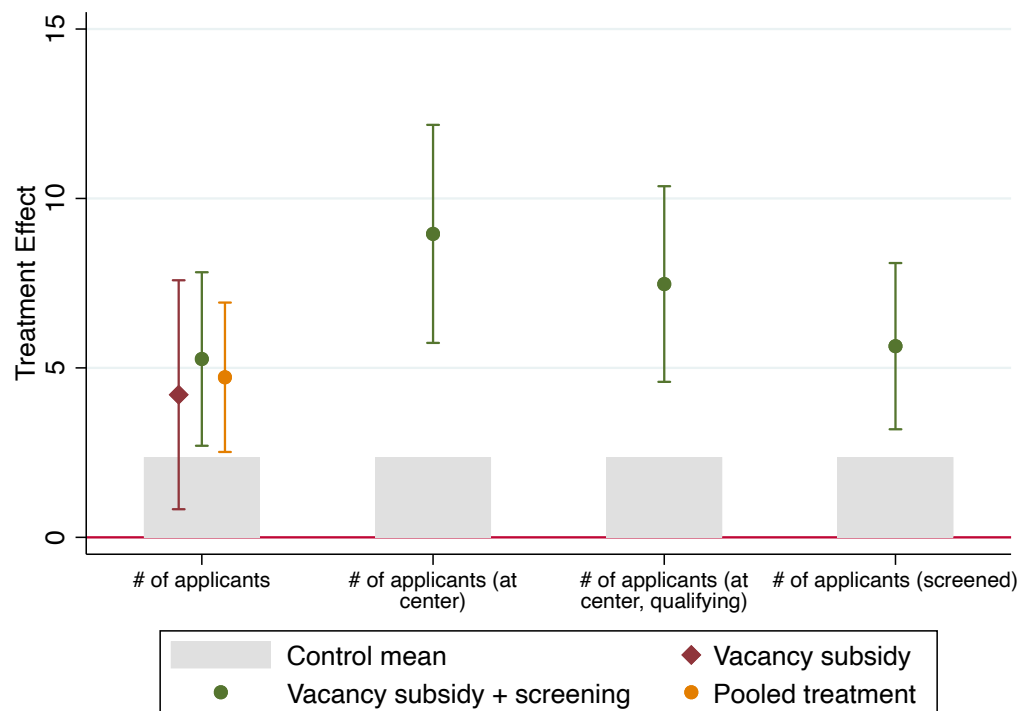 Treatment Effect
15
10
5
0
# of applicants
# of applicants (at
center)
# of applicants (at
center, qualifying)
# of applicants (screened)
Control mean
Vacancy subsidy
Vacancy subsidy + screening
Pooled treatment